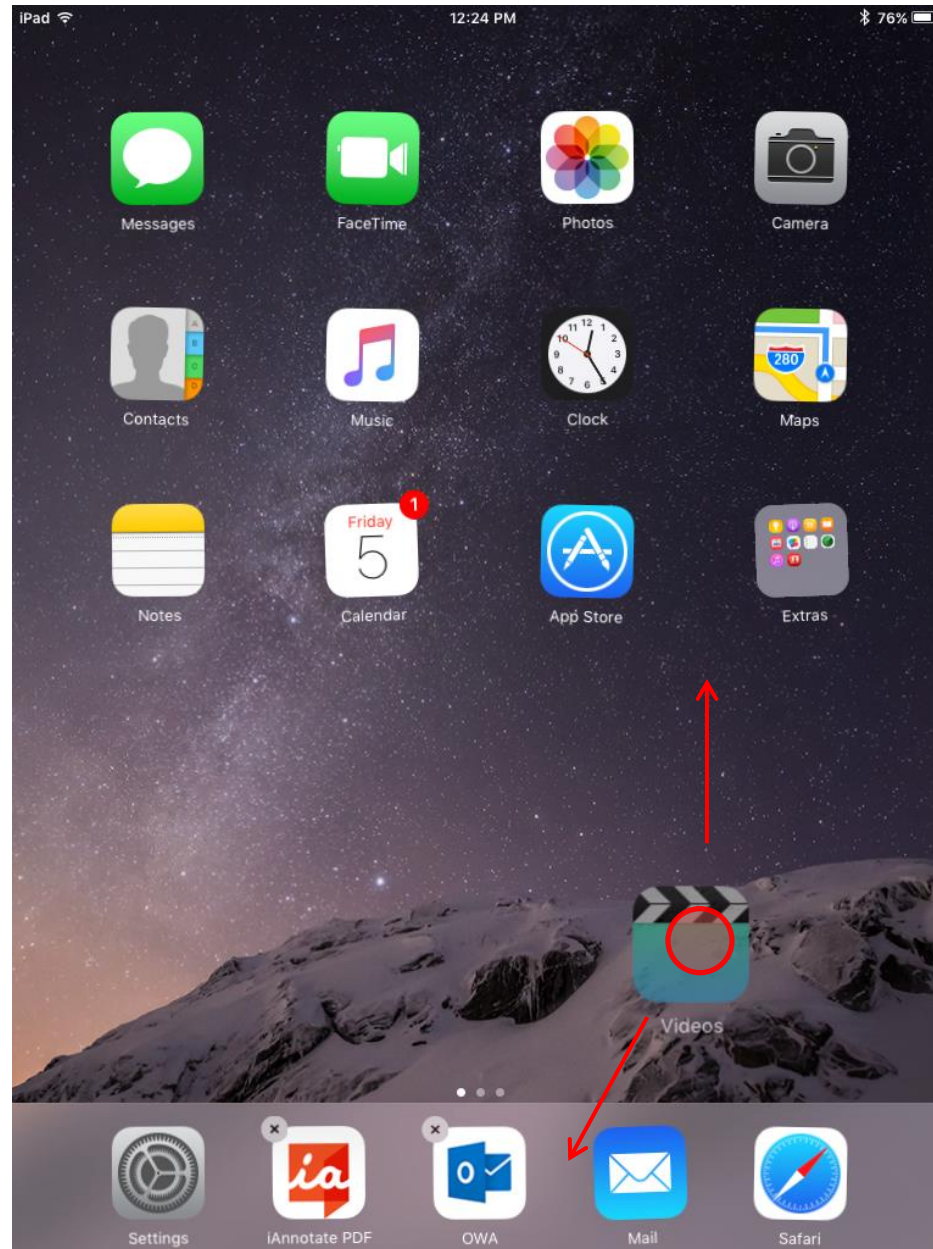 iPad 12:24 PM 76%
Messages FaceTime Photos Camera
280
Contacts Music Clock Maps
1
Friday
5
Notes Calendar App Store Extras
Videos
ia o
Settings iAnnotate PDF OWA Mail Safari